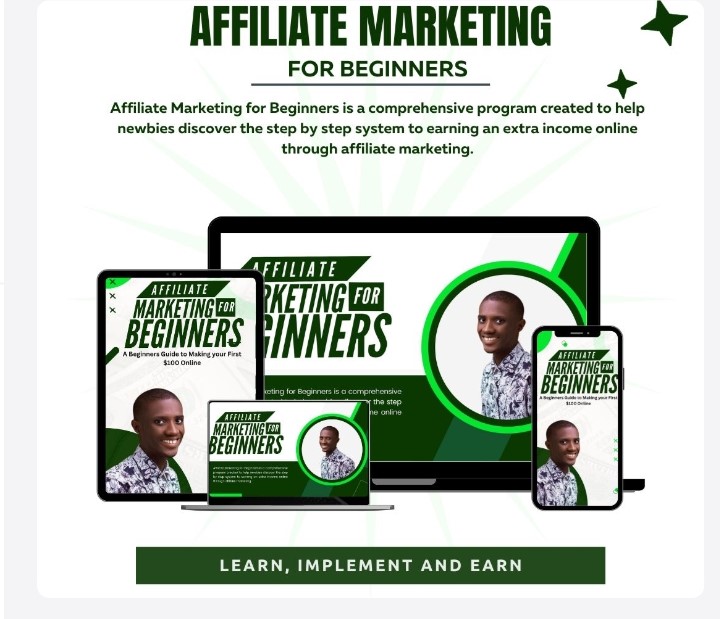 AFFILIATE MARKETING
FOR BEGINNERS
Affiliate Marketing for Beginners is a comprehensive program created to help
newbies discover the step by step system to earning an extra income online
through affiliate marketing.
AFFILIATE
MARKETING FOR
BEGINNERS
A Beginners Guide to Making your First
$100 Online
AFFILIATE
RKETING FOR
GINNERS
keting for Beginners is a comprehensive
the step
me online
AFFILIATE
MARKETING FOR
BEGINNERS
AFFILIATE
MARKETING FOR
BEGINNERS
A Beginners Guide to Making your First
$100 Online
LEARN, IMPLEMENT AND EARN